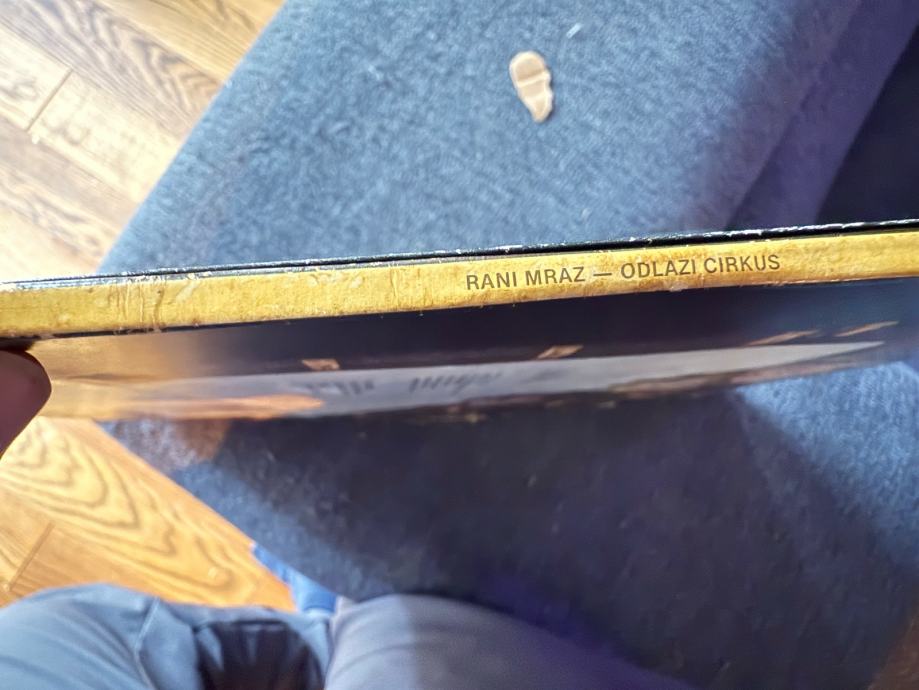 RANI MRAZ — ODLAZI CIRKUS